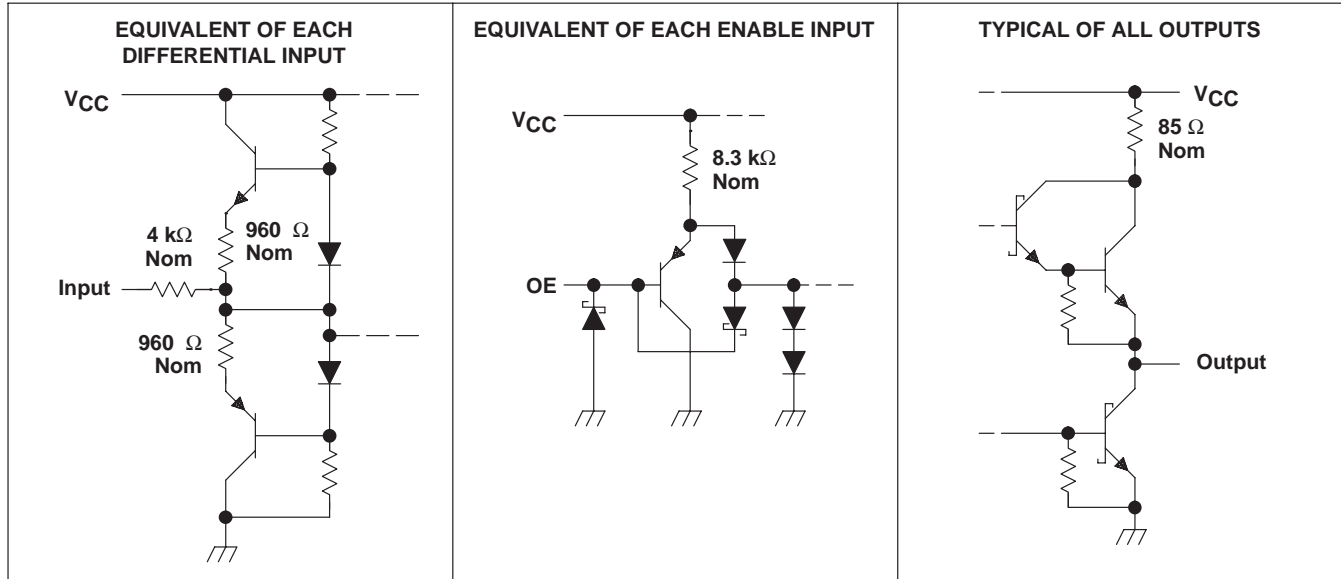 EQUIVALENT OF EACH
DIFFERENTIAL INPUT
VCC
4 kΩ
Nom
960 Ω
Nom
Input
960 Ω
Nom
EQUIVALENT OF EACH ENABLE INPUT
VCC
8.3 kΩ
Nom
OE
TYPICAL OF ALL OUTPUTS
VCC
85 Ω
Nom
Output